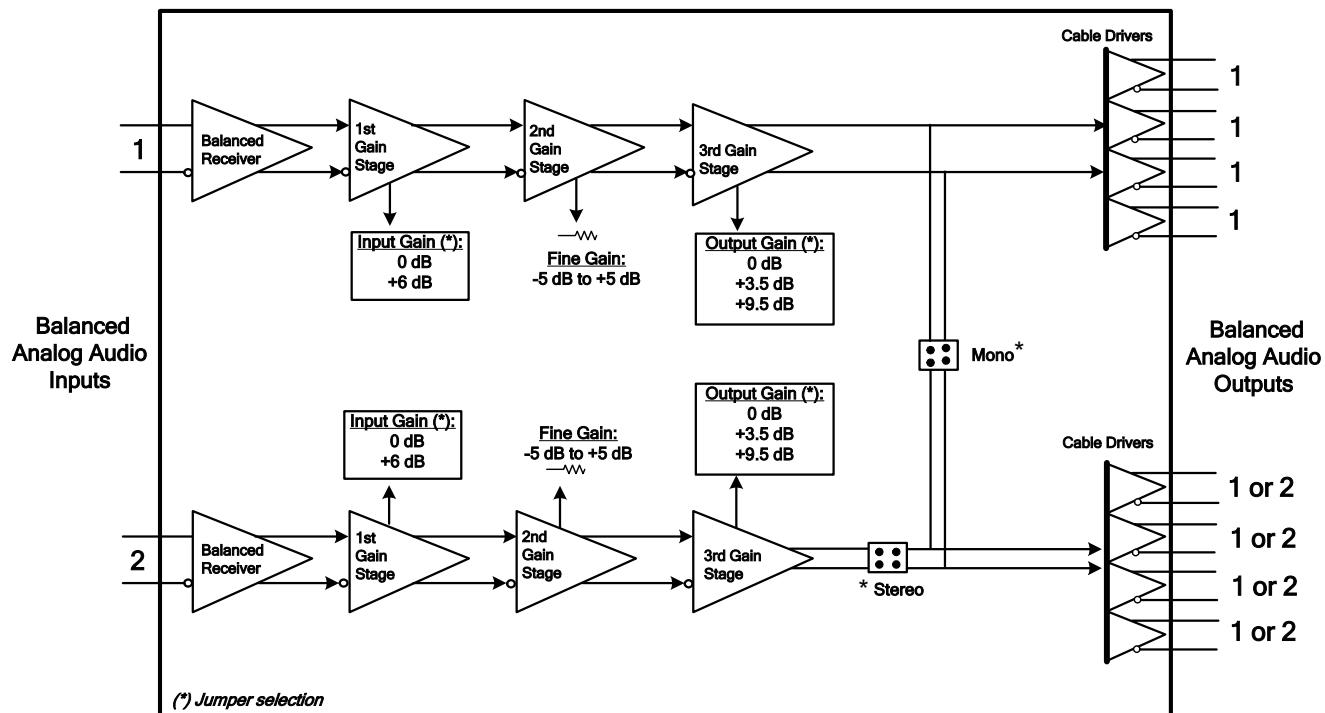 Cable Drivers
1
1
1
1
1
Balanced
Receiver
1st
Gain
Stage
2nd
Gain
Stage
3rd Gain
Stage
Input Gain (*):
0 dB
+6 dB
Fine Gain:
-5 dB to +5 dB
Output Gain (*):
0 dB
+3.5 dB
+9.5 dB
Balanced
Analog Audio
Inputs
Mono*
Balanced
Analog Audio
Outputs
Input Gain (*):
0 dB
+6 dB
Fine Gain:
-5 dB to +5 dB
Output Gain (*):
0 dB
+3.5 dB
+9.5 dB
Cable Drivers
2
Balanced
Receiver
1st
Gain
Stage
2nd
Gain
Stage
3rd Gain
Stage
* Stereo
1 or 2
1 or 2
1 or 2
1 or 2
(*) Jumper selection